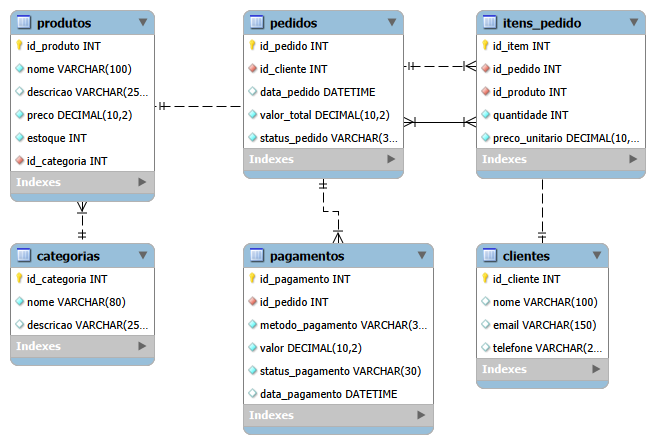 produtos
id_produto INT
nome VARCHAR(100)
descricao VARCHAR(25...
preco DECIMAL(10,2)
estoque INT
id_categoria INT
Indexes
pedidos
id_pedido INT
id_cliente INT
data_pedido DATETIME
valor_total DECIMAL(10,2)
status_pedido VARCHAR(3...
Indexes
itens_pedido
id_item INT
id_pedido INT
id_produto INT
quantidade INT
preco_unitario DECIMAL(10,...
Indexes
categorias
id_categoria INT
nome VARCHAR(80)
descricao VARCHAR(25...
Indexes
pagamentos
id_pagamento INT
id_pedido INT
metodo_pagamento VARCHAR(3...
valor DECIMAL(10,2)
status_pagamento VARCHAR(30)
data_pagamento DATETIME
Indexes
clientes
id_cliente INT
nome VARCHAR(100)
email VARCHAR(150)
telefone VARCHAR(2...
Indexes